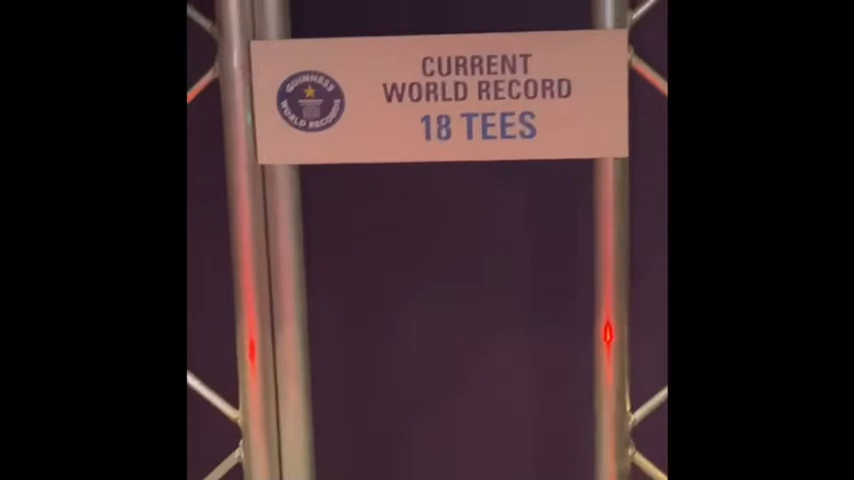 GUINNESS
WORLD RECORDS
CURRENT
WORLD RECORD
18 TEES